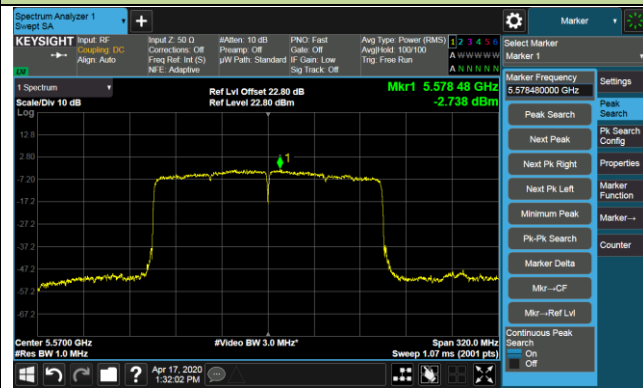 Spectrum Analyzer 1
Swept SA
Marker
KEYSIGHT
Input: RF
Coupling: DC
Align: Auto
Input Z: 50 Ω
Corrections: Off
Freq Ref: Int (S)
NFE: Adaptive
#Atten: 10 dB
Preamp: Off
µW Path: Standard
PNO: Fast
Gate: Off
IF Gain: Low
Sig Track: Off
Avg Type: Power (RMS)
Avg|Hold: 100/100
Trig: Free Run
1 2 3 4 5 6
A W W W W W
A N N N N N
LXI
Select Marker
Marker 1
1 Spectrum
Scale/Div 10 dB
Log
Ref Lvl Offset 22.80 dB
Ref Level 22.80 dBm
Mkr1 5.578 48 GHz
-2.738 dBm
12.8
2.80
-7.20
-17.2
-27.2
-37.2
-47.2
-57.2
-67.2
1
Center 5.5700 GHz
#Res BW 1.0 MHz
#Video BW 3.0 MHz*
Span 320.0 MHz
Sweep 1.07 ms (2001 pts)
Marker Frequency
5.578480000 GHz
Peak Search
Next Peak
Next Pk Right
Next Pk Left
Minimum Peak
Pk-Pk Search
Marker Delta
Mkr→CF
Mkr→Ref Lvl
Continuous Peak
Search
On
Off
Settings
Peak
Search
Pk Search
Config
Properties
Marker
Function
Marker→
Counter
?
Apr 17, 2020
1:32:02 PM